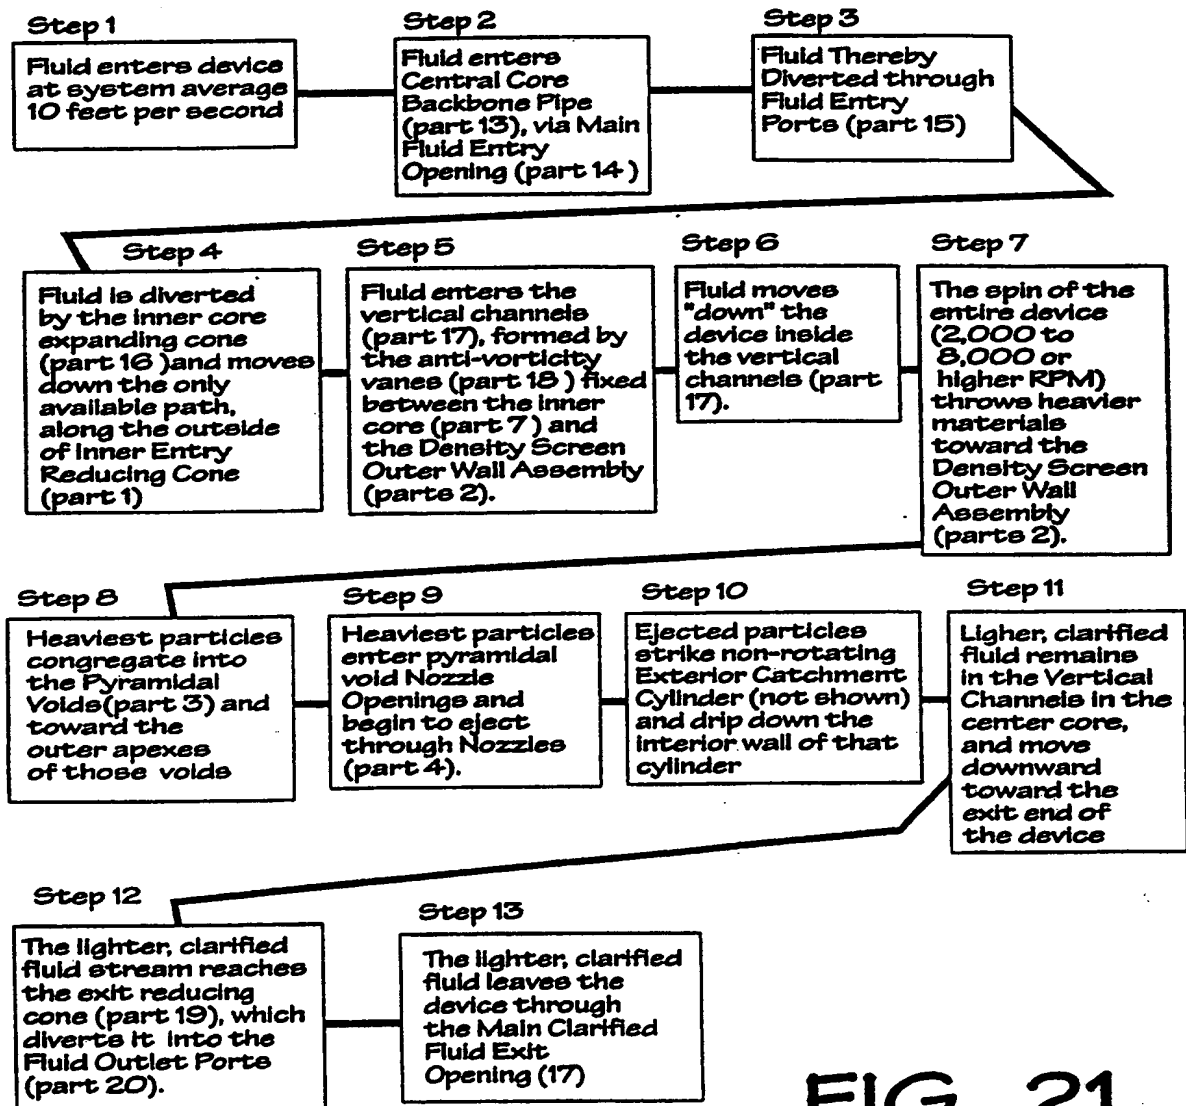 Step 1
Fluid enters device
at system average
10 feet per second
Step 2
Fluid enters
Central Core
Backbone Pipe
(part 13), via Main
Fluid Entry
Opening (part 14 )
Step 3
Fluid Thereby
Diverted through
Fluid Entry
Ports (part 15)
Step 4
Fluid is diverted
by the inner core
expanding cone
(part 16 )and moves
down the only
available path,
along the outside
of Inner Entry
Reducing Cone
(part 1)
Step 5
Fluid enters the
vertical channels
(part 17), formed by
the anti-vorticity
vanes (part 18 ) fixed
between the inner
core (part 7 ) and
the Density Screen
Outer Wall Assembly
(parts 2).
Step 6
Fluid moves
"down" the
device inside
the vertical
channels (part
17).
Step 7
The spin of the
entire device
(2,000 to
8,000 or
higher RPM)
throws heavier
materials
toward the
Density Screen
Outer Wall
Assembly
(parts 2).
Step 8
Heaviest particles
congregate into
the Pyramidal
Voids(part 3) and
toward the
outer apexes
of those voids
Step 9
Heaviest particles
enter pyramidal
void Nozzle
Openings and
begin to eject
through Nozzles
(part 4).
Step 10
Ejected particles
strike non-rotating
Exterior Catchment
Cylinder (not shown)
and drip down the
interior wall of that
cylinder
Step 11
Ligher, clarified
fluid remains
in the Vertical
Channels in the
center core,
and move
downward
toward the
exit end of
the device
Step 12
The lighter, clarified
fluid stream reaches
the exit reducing
cone (part 19), which
diverts it into the
Fluid Outlet Ports
(part 20).
Step 13
The lighter, clarified
fluid leaves the
device through
the Main Clarified
Fluid Exit
Opening (17)
FIG. 21